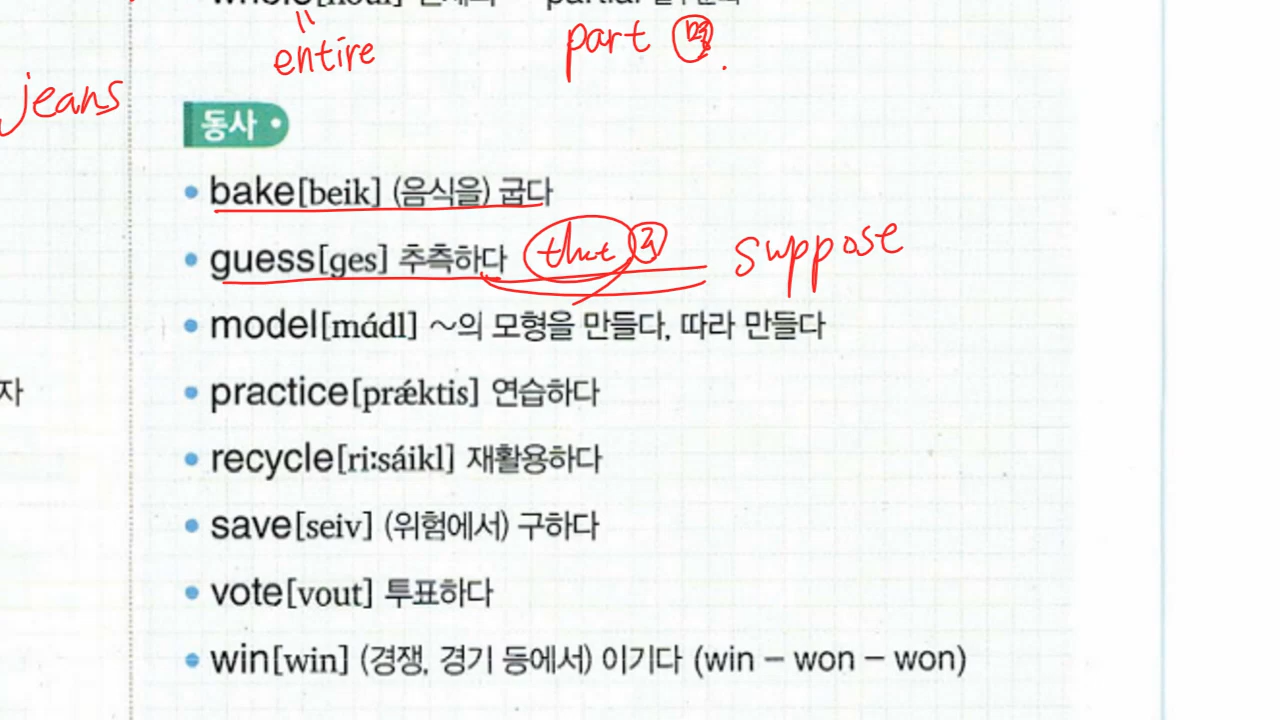 entire
part 명
jeans
동사
bake[beik] (음식을) 굽다
guess[ges] 추측하다 that suppose
model[mádl] ~의 모형을 만들다, 따라 만들다
자
practice[prǽktis] 연습하다
recycle[ri:sáikl] 재활용하다
save[seiv] (위험에서) 구하다
vote[vout] 투표하다
win[win] (경쟁, 경기 등에서) 이기다 (win – won – won)